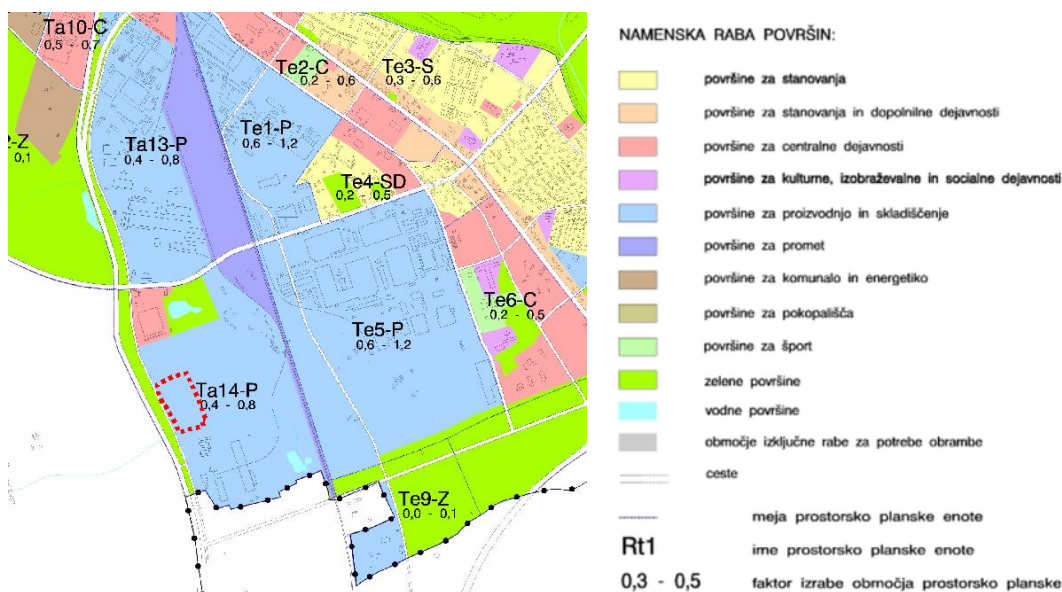 Ta10-C
0,5 - 0,7
Te2-C
0,2 - 0,6
Te3-S
0,3 - 0,6
-Z
0,1
Ta13-P
0,4 - 0,8
Te1-P
0,6 - 1,2
Te4-SD
0,2 - 0,5
Te6-C
0,2 - 0,5
Te5-P
0,6 - 1,2
Ta14-P
0,4 - 0,8
Te9-Z
0,0 - 0,1
NAMENSKA RABA POVRŠIN:
površine za stanovanja
površine za stanovanja in dopolnilne dejavnosti
površine za centralne dejavnosti
površine za kulturne, izobraževalne in socialne dejavnosti
površine za proizvodnjo in skladiščenje
površine za promet
površine za komunalo in energetiko
površine za pokopališča
površine za šport
zelene površine
vodne površine
območje izključne rabe za potrebe obrambe
ceste
meja prostorsko planske enote
Rt1 ime prostorsko planske enote
0,3 - 0,5 faktor izrabe območja prostorsko planske